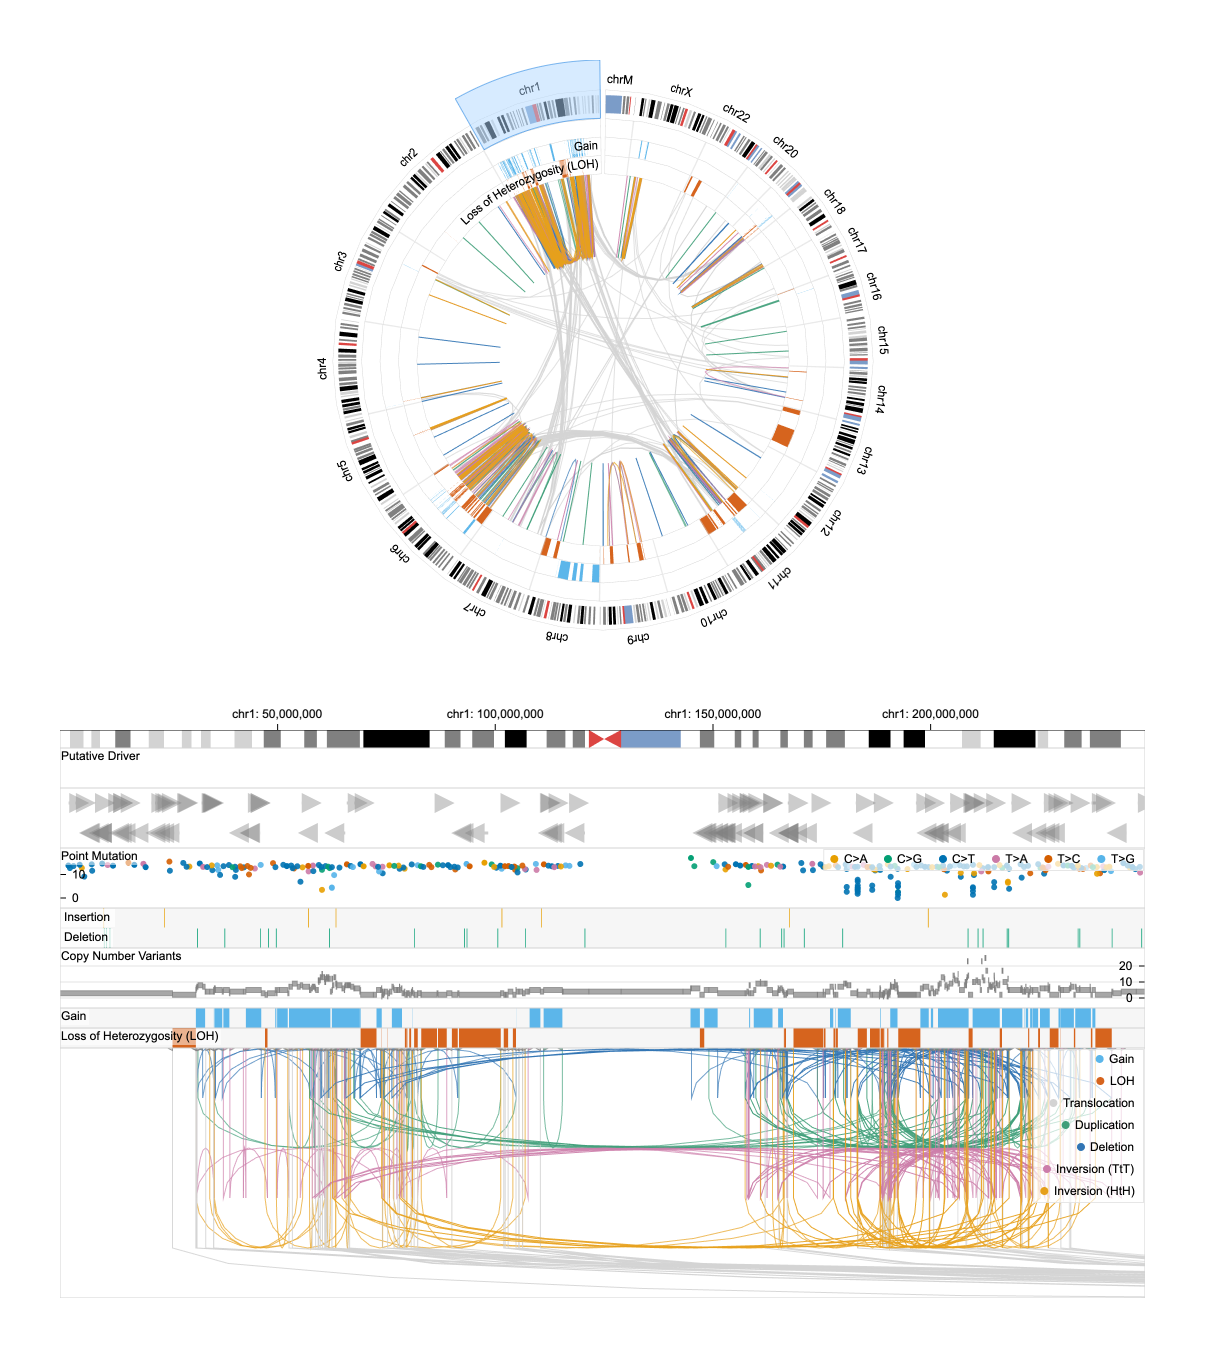 chrM
chrX
chr22
chr20
chr18
chr17
chr16
chr15
chr14
chr13
chr12
chr11
chr10
chr9
chr8
chr7
chr6
chr5
chr4
chr3
chr2
chr1
Gain
Loss of Heterozygosity (LOH)
chr1: 50,000,000
chr1: 100,000,000
chr1: 150,000,000
chr1: 200,000,000
Putative Driver
Point Mutation
C>A
C>G
C>T
T>A
T>C
T>G
10
0
Insertion
Deletion
Copy Number Variants
20
10
0
Gain
Loss of Heterozygosity (LOH)
Gain
LOH
Translocation
Duplication
Deletion
Inversion (TtT)
Inversion (HtH)